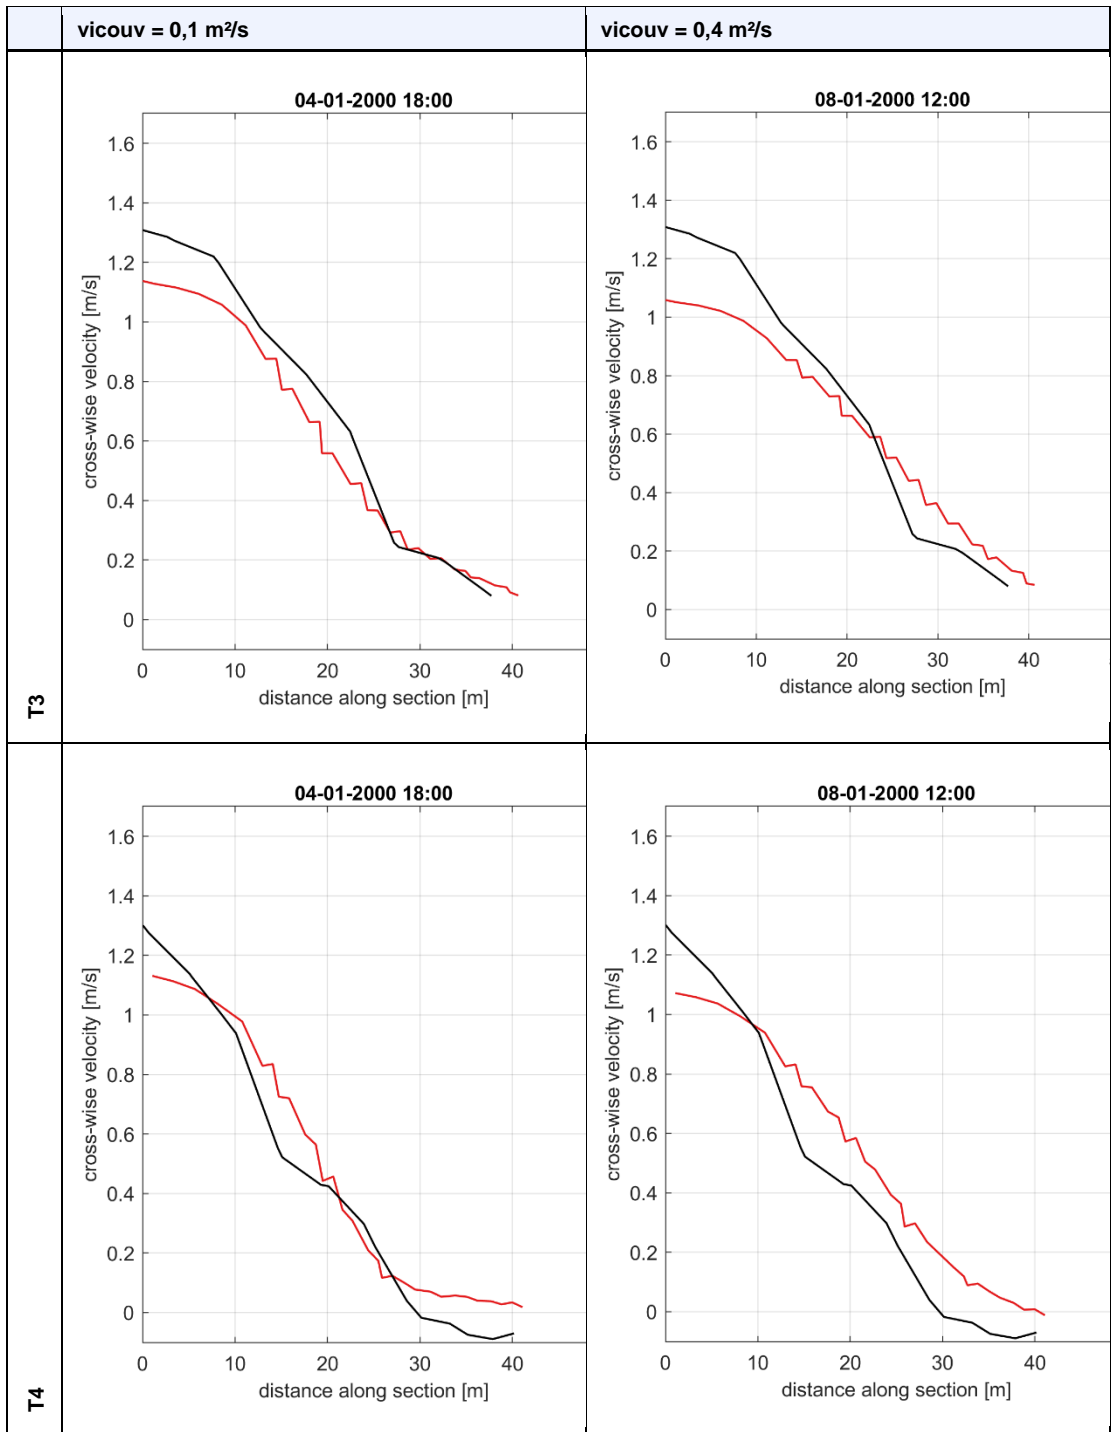 vicouv = 0,1 m²/s
vicouv = 0,4 m²/s
T3
04-01-2000 18:00
cross-wise velocity [m/s]
1.6
1.4
1.2
1
0.8
0.6
0.4
0.2
0
0 10 20 30 40
distance along section [m]
08-01-2000 12:00
cross-wise velocity [m/s]
1.6
1.4
1.2
1
0.8
0.6
0.4
0.2
0
0 10 20 30 40
distance along section [m]
T4
04-01-2000 18:00
cross-wise velocity [m/s]
1.6
1.4
1.2
1
0.8
0.6
0.4
0.2
0
0 10 20 30 40
distance along section [m]
08-01-2000 12:00
cross-wise velocity [m/s]
1.6
1.4
1.2
1
0.8
0.6
0.4
0.2
0
0 10 20 30 40
distance along section [m]